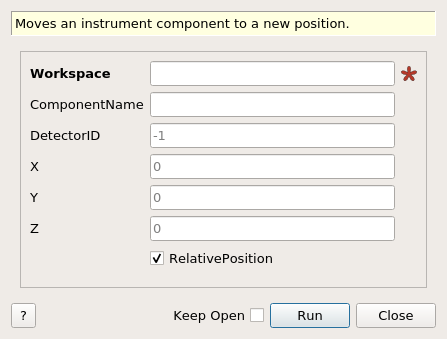 Moves an instrument component to a new position.
Workspace
ComponentName
DetectorID -1
X 0
Y 0
Z 0
RelativePosition
? Keep Open Run Close